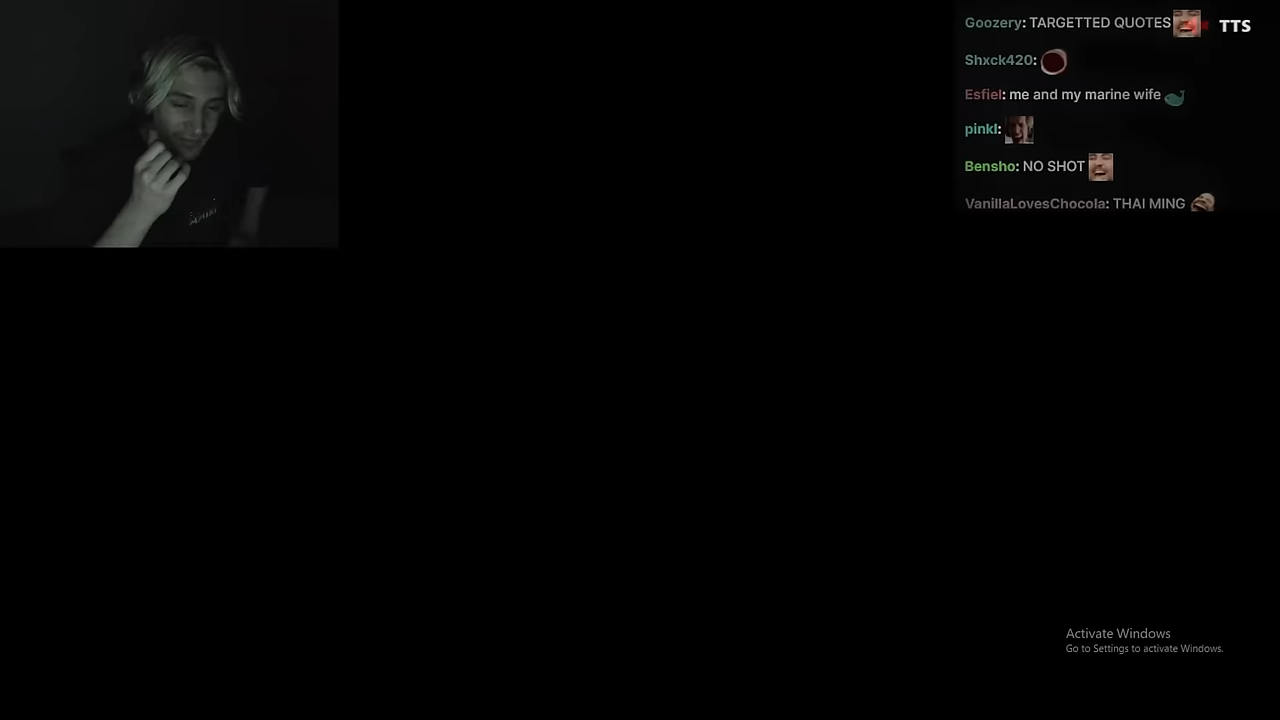 Goozery: TARGETTED QUOTES
TTS
Shxck420:
Esfiel: me and my marine wife
pinkl:
Bensho: NO SHOT
VanillaLovesChocola: THAI MING
Activate Windows
Go to Settings to activate Windows.